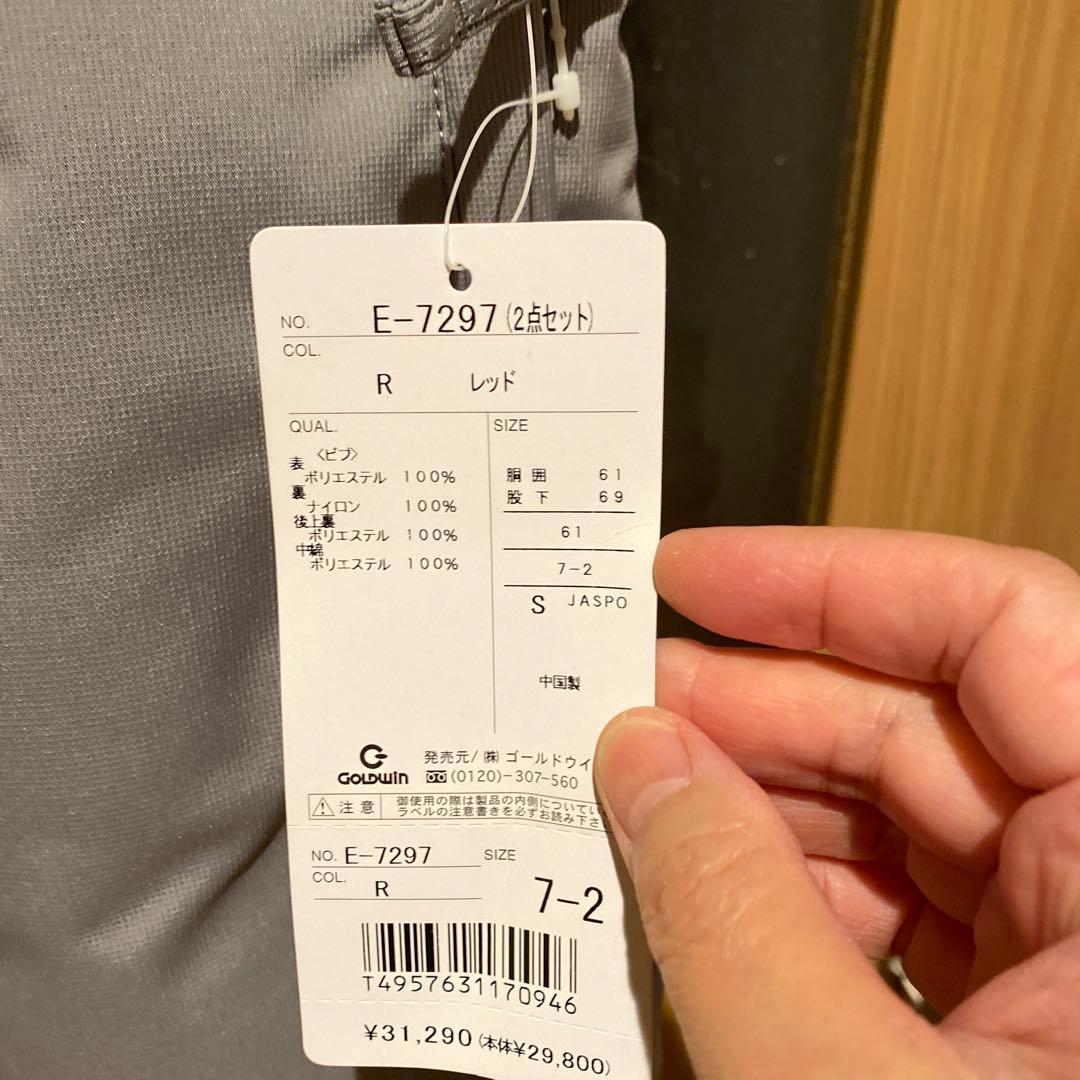 NO. E-7297(2点セット)
COL.
R レッド
QUAL.
〈ビブ〉
表
ポリエステル 100%
裏
ナイロン 100%
後上裏
ポリエステル 100%
中綿
ポリエステル 100%
SIZE
胴囲 61
股下 69
61
7-2
S JASPO
中国製
GOLDWIN
発売元/㈱ゴールドウイ
(0120)-307-560
注意
御使用の際は製品の内側についてい
ラベルの注意書きを必ずお読み下さ
NO. E-7297
COL. R
SIZE
7-2
T4957631170946
¥31,290(本体¥29,800)